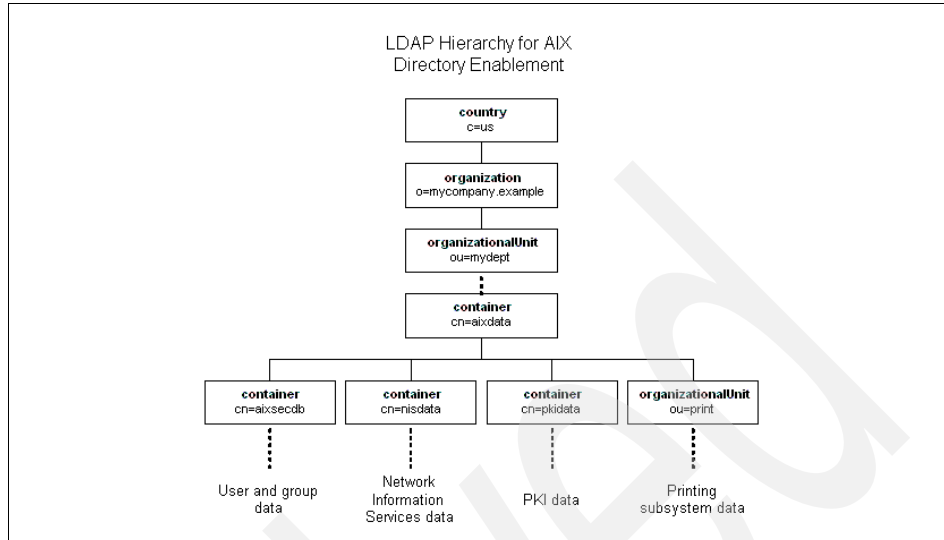 LDAP Hierarchy for AIX
Directory Enablement
country
c=us
organization
o=mycompany.example
organizationalUnit
ou=mydept
container
cn=aixdata
container
cn=aixsecdb
container
cn=nisdata
container
cn=pkidata
organizationalUnit
ou=print
User and group
data
Network
Information
Services data
PKI data
Printing
subsystem data